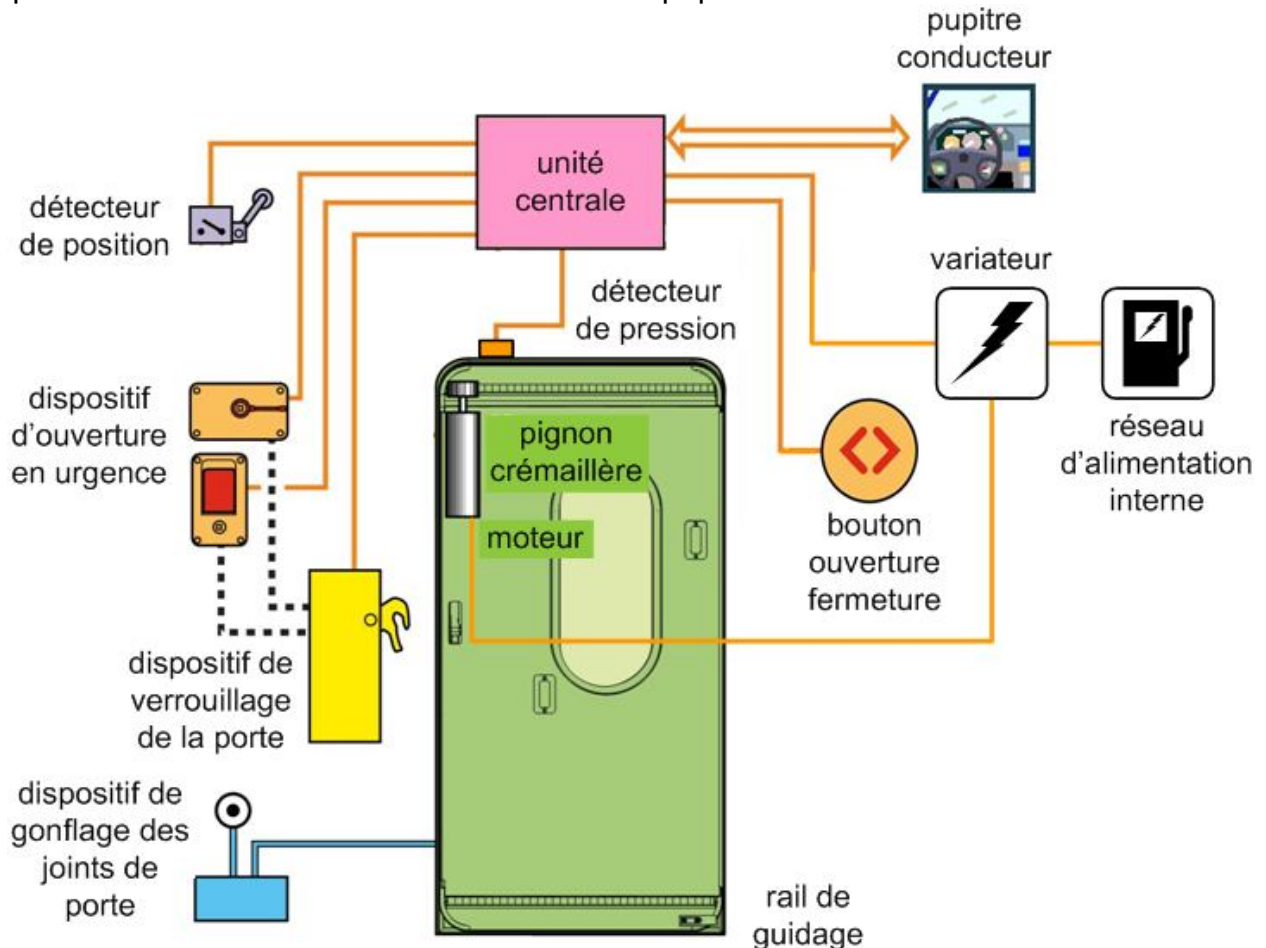 pupitre
conducteur
unité
centrale
détecteur
de position
variateur
détecteur
de pression
dispositif
d'ouverture
en urgence
pignon
crémaillère
moteur
réseau
d'alimentation
interne
bouton
ouverture
fermeture
dispositif de
verrouillage
de la porte
dispositif de
gonflage des
joints de
porte
rail de
guidage